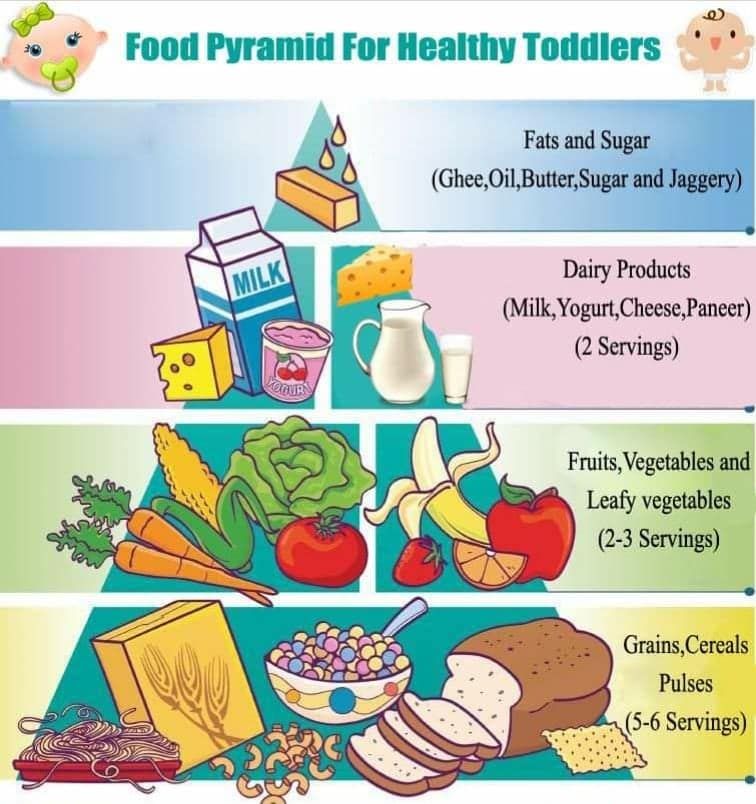 Food Pyramid For Healthy Toddlers
Fats and Sugar
(Ghee,Oil,Butter,Sugar and Jaggery)
MILK
YOGURT
Dairy Products
(Milk,Yogurt,Cheese,Paneer)
(2 Servings)
Fruits,Vegetables and
Leafy vegetables
(2-3 Servings)
Grains,Cereals
Pulses
(5-6 Servings)